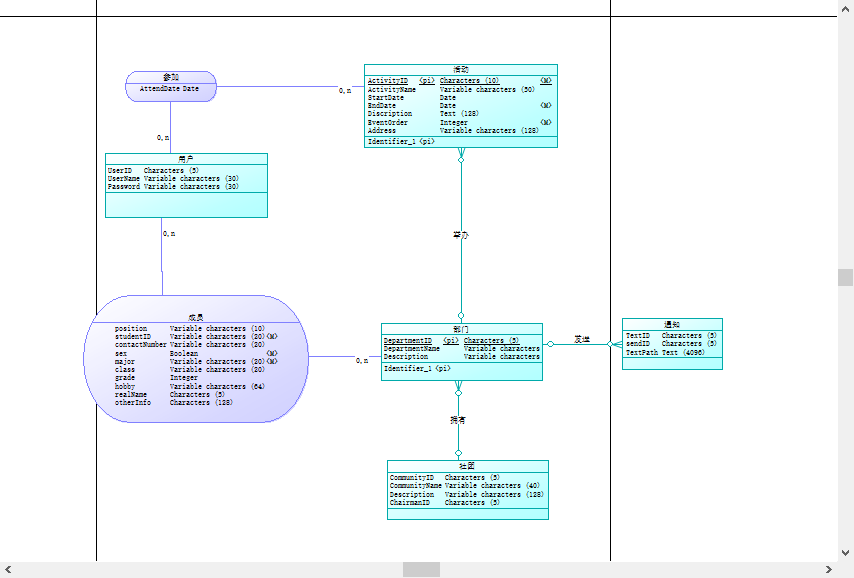 参加
AttendDate Date
0,n
0,n
活动
ActivityID <pi> Characters (10) <M>
ActivityName Variable characters (50)
StartDate Date
EndDate Date <M>
Discription Text (128)
EventOrder Integer <M>
Address Variable characters (128)
Identifier_1 <pi>
用户
UserID Characters (5)
UserName Variable characters (30)
Password Variable characters (30)
0,n
举办
成员
position Variable characters (10)
studentID Variable characters (20) <M>
contactNumber Variable characters (20)
sex Boolean <M>
major Variable characters (20) <M>
class Variable characters (20)
grade Integer
hobby Variable characters (64)
realName Characters (5)
otherInfo Characters (128)
0,n
部门
DepartmentID <pi> Characters (5)
DepartmentName Variable characters
Description Variable characters
Identifier_1 <pi>
发送
通知
TextID Characters (5)
sendID Characters (5)
TextPath Text (4096)
拥有
社团
CommunityID Characters (5)
CommunityName Variable characters (40)
Description Variable characters (128)
ChairmanID Characters (5)